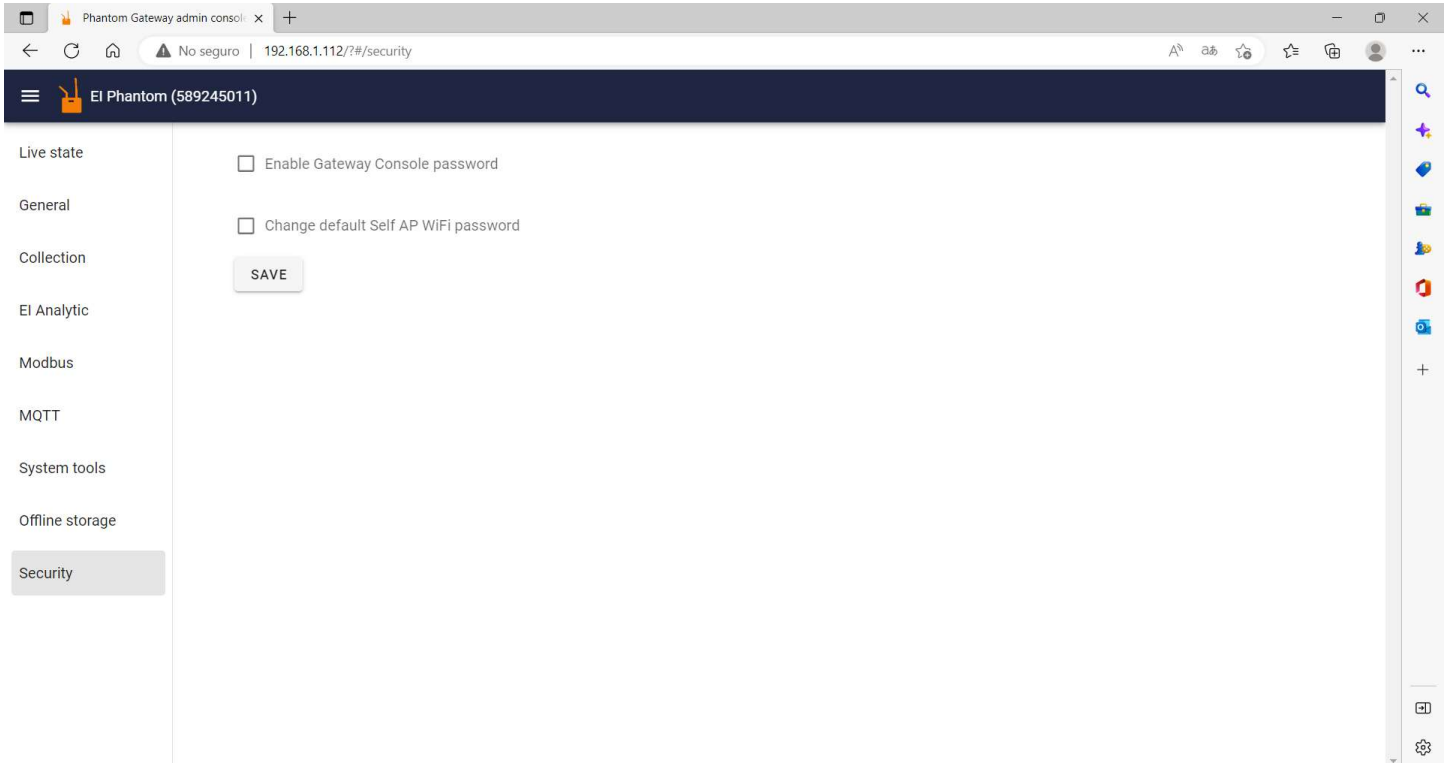 Phantom Gateway admin consol
No seguro | 192.168.1.112/?#/security
EI Phantom (589245011)
Live state
General
Collection
EI Analytic
Modbus
MQTT
System tools
Offline storage
Security
Enable Gateway Console password
Change default Self AP WiFi password
SAVE